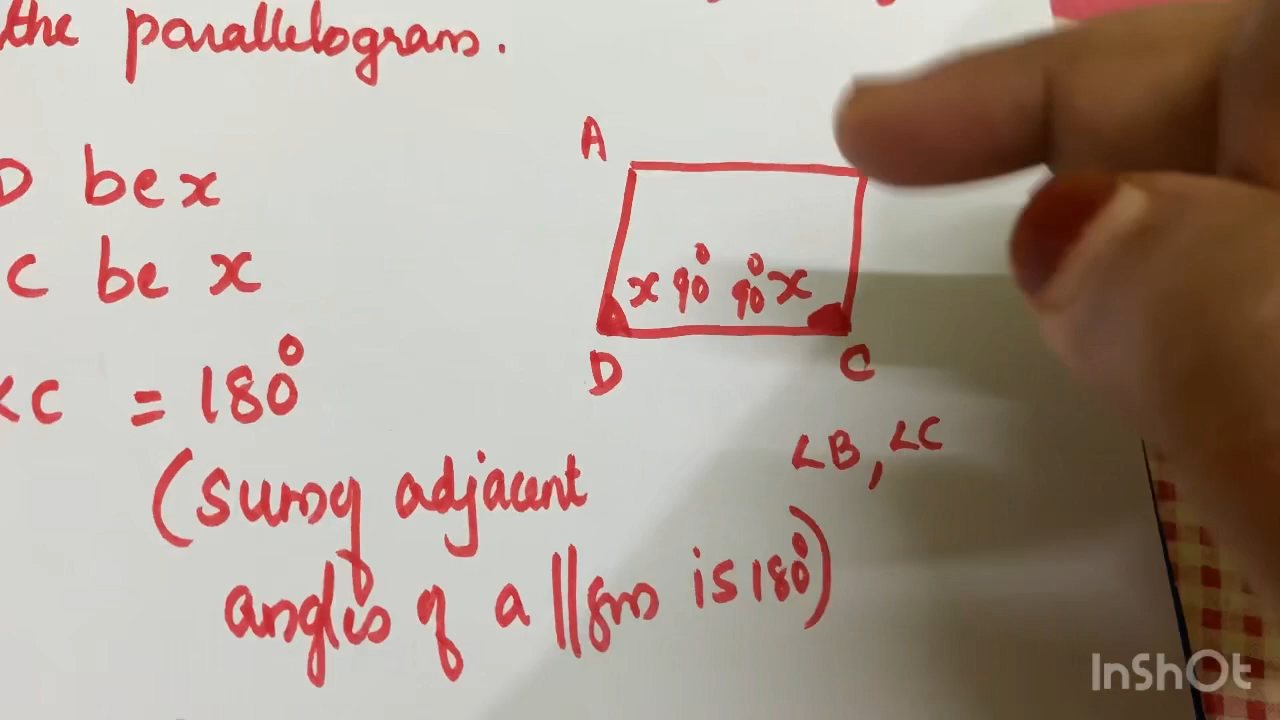 the parallelogram.
D be x
C be x
<C = 180°
(Sum of adjacent
angles of a ||gm is 180°)
A
x 90° 90° x
D C
<B, <C
InShOt